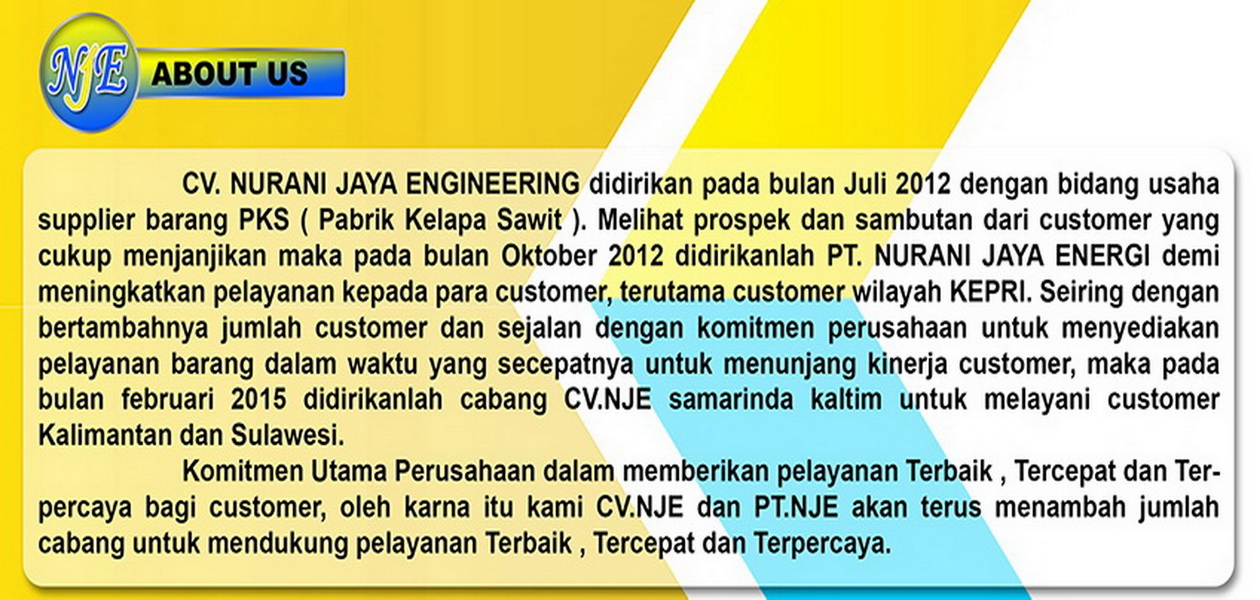 NJE
ABOUT US
CV. NURANI JAYA ENGINEERING didirikan pada bulan Juli 2012 dengan bidang usaha
supplier barang PKS ( Pabrik Kelapa Sawit ). Melihat prospek dan sambutan dari customer yang
cukup menjanjikan maka pada bulan Oktober 2012 didirikanlah PT. NURANI JAYA ENERGI demi
meningkatkan pelayanan kepada para customer, terutama customer wilayah KEPRI. Seiring dengan
bertambahnya jumlah customer dan sejalan dengan komitmen perusahaan untuk menyediakan
pelayanan barang dalam waktu yang secepatnya untuk menunjang kinerja customer, maka pada
bulan februari 2015 didirikanlah cabang CV.NJE samarinda kaltim untuk melayani customer
Kalimantan dan Sulawesi.
Komitmen Utama Perusahaan dalam memberikan pelayanan Terbaik , Tercepat dan Ter-
percaya bagi customer, oleh karna itu kami CV.NJE dan PT.NJE akan terus menambah jumlah
cabang untuk mendukung pelayanan Terbaik , Tercepat dan Terpercaya.